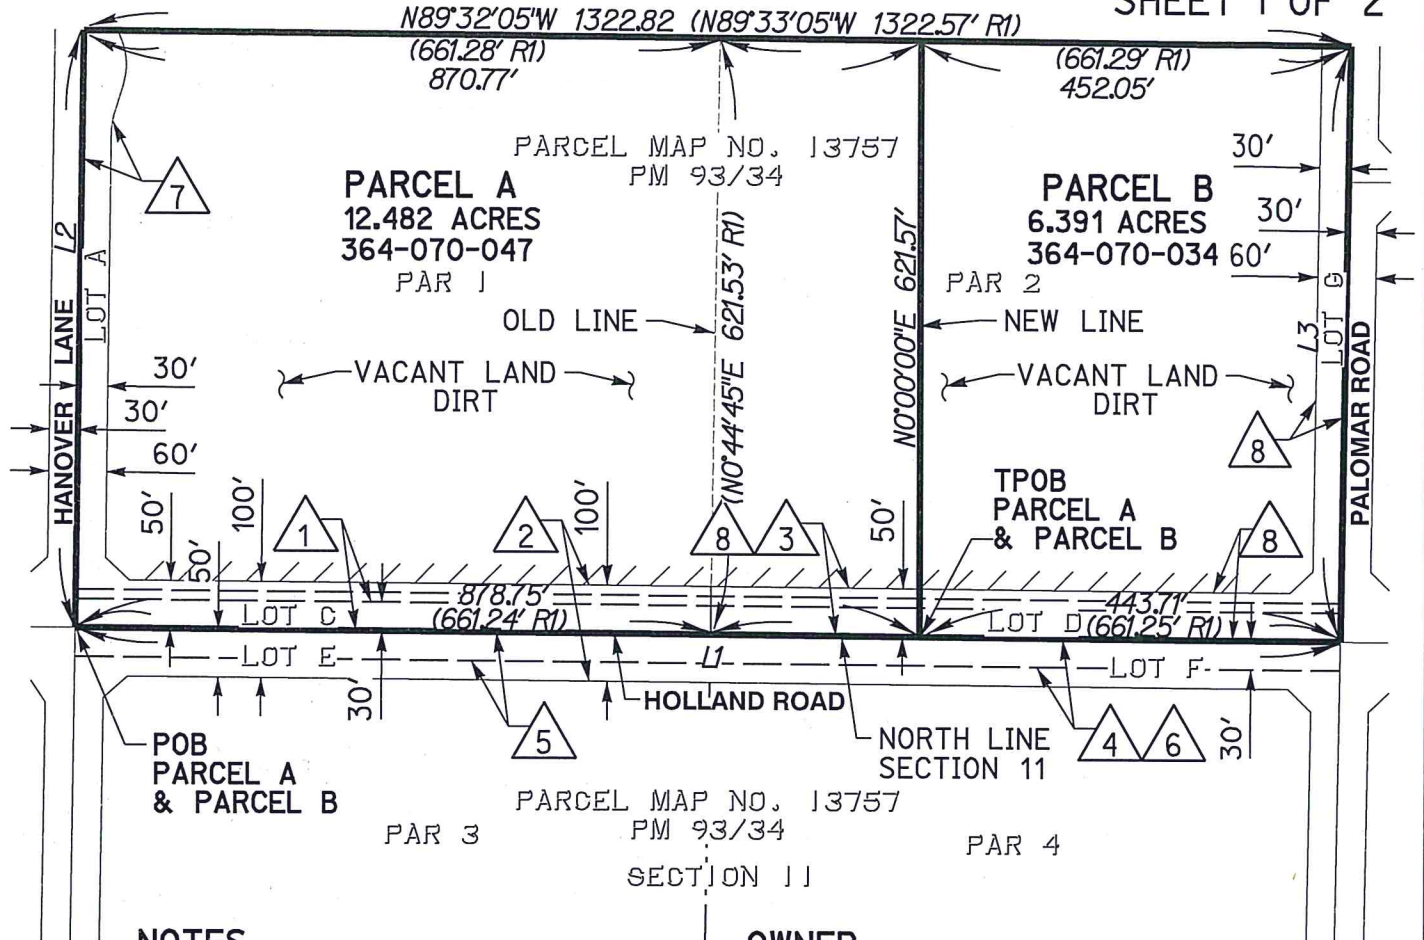 SHEET 1 OF 2
N89°32'05"W 1322.82 (N89°33'05"W 1322.57' R1)
(661.28' R1)
870.77'
(661.29' R1)
452.05'
PARCEL MAP NO. 13757
PM 93/34
PARCEL A
12.482 ACRES
364-070-047
PAR 1
PARCEL B
6.391 ACRES
364-070-034
PAR 2
30'
30'
60'
7
L2
LOT A
HANOVER LANE
OLD LINE
(N0°44'45"E 621.53' R1)
N0°00'00"E 621.57'
NEW LINE
L3
LOT G
PALOMAR ROAD
VACANT LAND
DIRT
VACANT LAND
DIRT
30'
30'
60'
8
50'
50'
100'
1
2
100'
8
3
50'
TPOB
PARCEL A
& PARCEL B
8
878.75'
(661.24' R1)
LOT C
LOT D
443.71'
(661.25' R1)
LOT E
L1
LOT F
30'
HOLLAND ROAD
5
NORTH LINE
SECTION 11
4
6
30'
POB
PARCEL A
& PARCEL B
PARCEL MAP NO. 13757
PM 93/34
PAR 3
PAR 4
SECTION 11
NOTES
OWNER